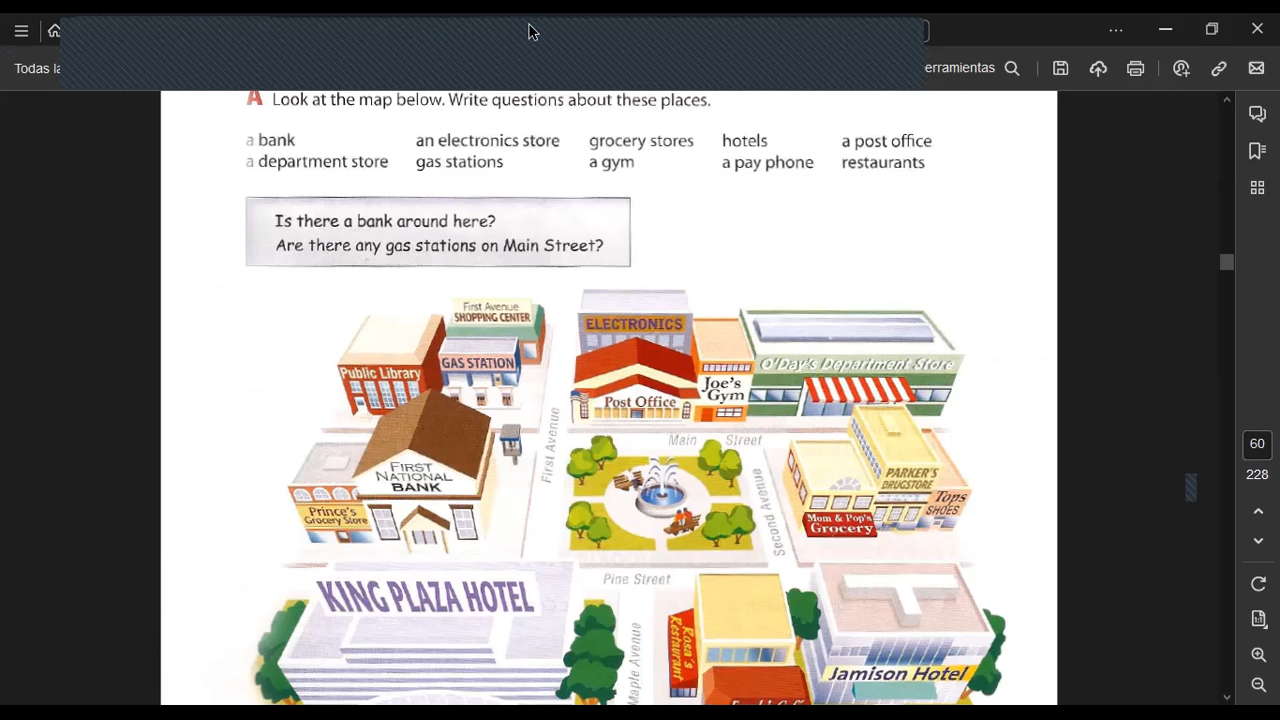 Todas la
erramientas
A Look at the map below. Write questions about these places.
a bank an electronics store grocery stores hotels a post office
a department store gas stations a gym a pay phone restaurants
Is there a bank around here?
Are there any gas stations on Main Street?
First Avenue
SHOPPING CENTER
ELECTRONICS
Public Library
GAS STATION
Post Office
JOE'S
GYM
O'Day's Department Store
Main Street
First Avenue
FIRST
NATIONAL
BANK
Prince's
Grocery Store
Second Avenue
PARKER'S
DRUGSTORE
Tops
SHOES
Mom & Pop's
Grocery
60
228
Pine Street
KING PLAZA HOTEL
Maple Avenue
Rosa's
Restaurant
Jamison Hotel